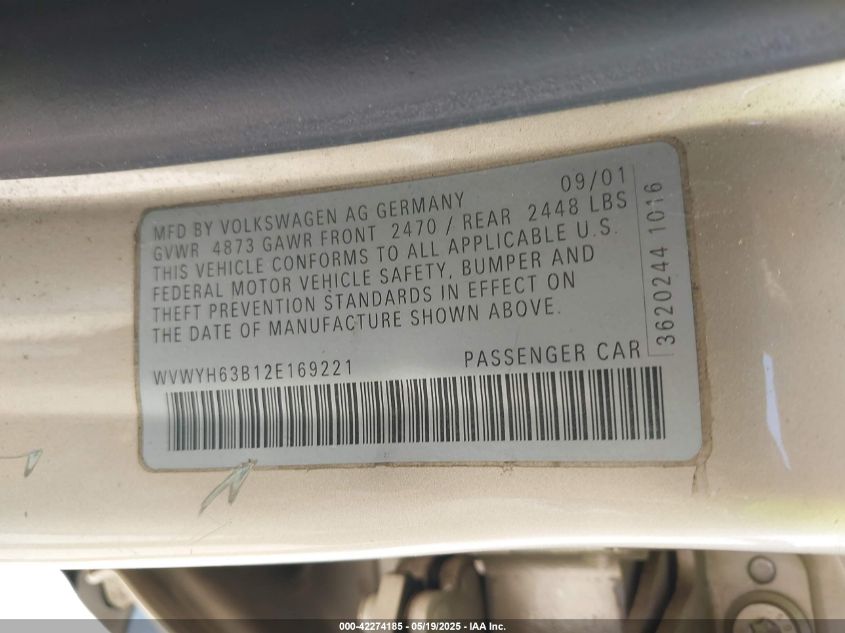 09/01
MFD BY VOLKSWAGEN AG GERMANY
GVWR 4873 GAWR FRONT 2470 / REAR 2448 LBS
THIS VEHICLE CONFORMS TO ALL APPLICABLE U.S.
FEDERAL MOTOR VEHICLE SAFETY, BUMPER AND
THEFT PREVENTION STANDARDS IN EFFECT ON
THE DATE OF MANUFACTURE SHOWN ABOVE.
WVWYH63B12E169221 PASSENGER CAR
3620244 1016
000-42274185 - 05/19/2025 - IAA Inc.